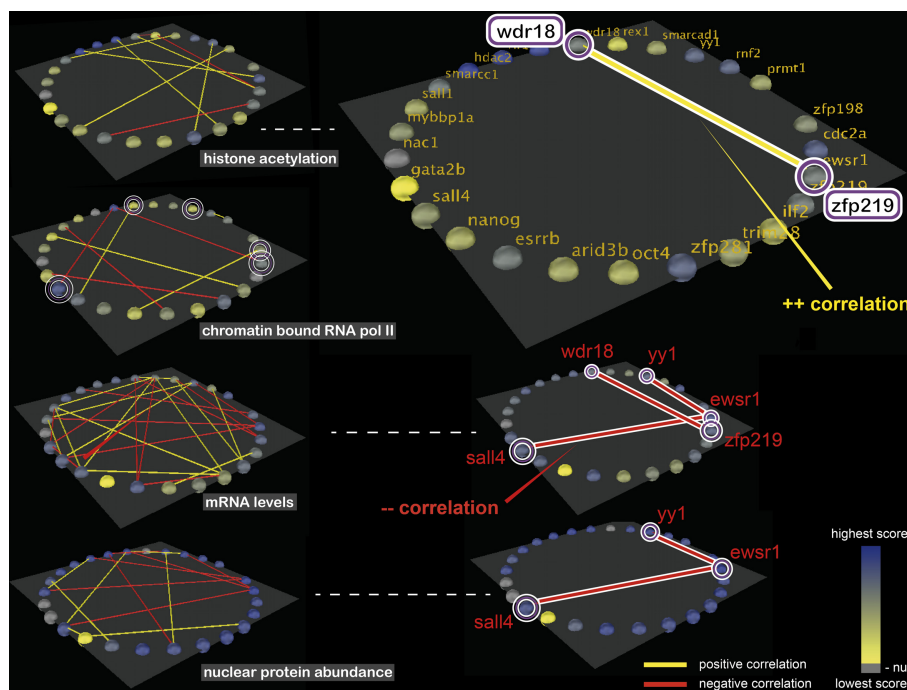 wdr18
wdr18 rex1
smarcad1
yy1
rnf2
prmt1
hdac2
smarcc1
sall1
mybbp1a
nac1
gata2b
sall4
nanog
esrrb
arid3b
oct4
zfp281
trim28
ilf2
zfp219
zfp198
cdc2a
ewsr1
zfp219
++ correlation
histone acetylation
chromatin bound RNA pol II
mRNA levels
nuclear protein abundance
wdr18
yy1
ewsr1
zfp219
sall4
-- correlation
yy1
ewsr1
sall4
highest score
- nu
lowest score
positive correlation
negative correlation